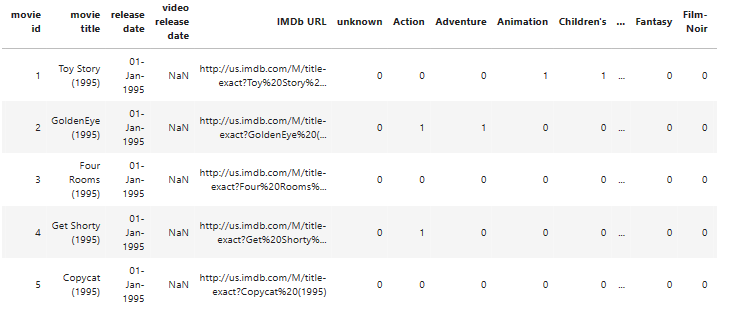 movie id movie title release date video release date IMDb URL unknown Action Adventure Animation Children's ... Fantasy Film-Noir
1 Toy Story (1995) 01-Jan-1995 NaN http://us.imdb.com/M/title-exact?Toy%20Story%2... 0 0 0 1 1 ... 0 0
2 GoldenEye (1995) 01-Jan-1995 NaN http://us.imdb.com/M/title-exact?GoldenEye%20(... 0 1 1 0 0 ... 0 0
3 Four Rooms (1995) 01-Jan-1995 NaN http://us.imdb.com/M/title-exact?Four%20Rooms%... 0 0 0 0 0 ... 0 0
4 Get Shorty (1995) 01-Jan-1995 NaN http://us.imdb.com/M/title-exact?Get%20Shorty%... 0 1 0 0 0 ... 0 0
5 Copycat (1995) 01-Jan-1995 NaN http://us.imdb.com/M/title-exact?Copycat%20(1995) 0 0 0 0 0 ... 0 0